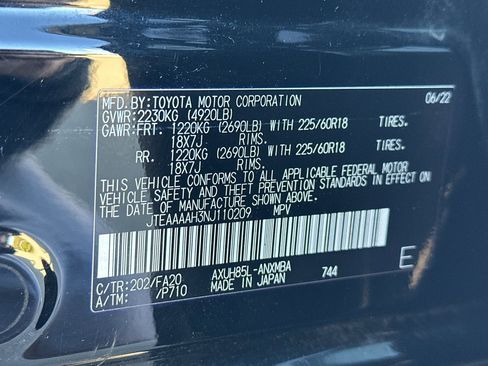 MFD.BY:TOYOTA MOTOR CORPORATION 06/22
GVWR:2230KG (4920LB)
GAWR:FRT. 1220KG (2690LB) WITH 225/60R18 TIRES.
18X7J RIMS.
RR. 1220KG (2690LB) WITH 225/60R18 TIRES.
18X7J RIMS.
THIS VEHICLE CONFORMS TO ALL APPLICABLE FEDERAL MOTOR
VEHICLE SAFETY AND THEFT PREVENTION STANDARDS IN EFFECT
ON THE DATE OF MANUFACTURE SHOWN ABOVE.
JTEAAAAH3NJ110209 MPV
C/TR:202/FA20 AXUH85L-ANXMBA 744 E
A/TM: /P710 MADE IN JAPAN